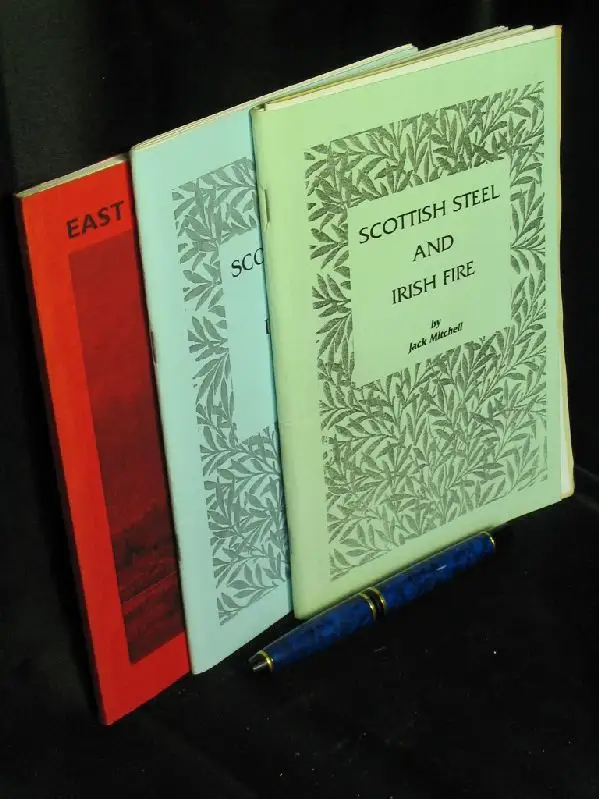 EAST
SCO
SCOTTISH STEEL
AND
IRISH FIRE
by
Jack Mitchell